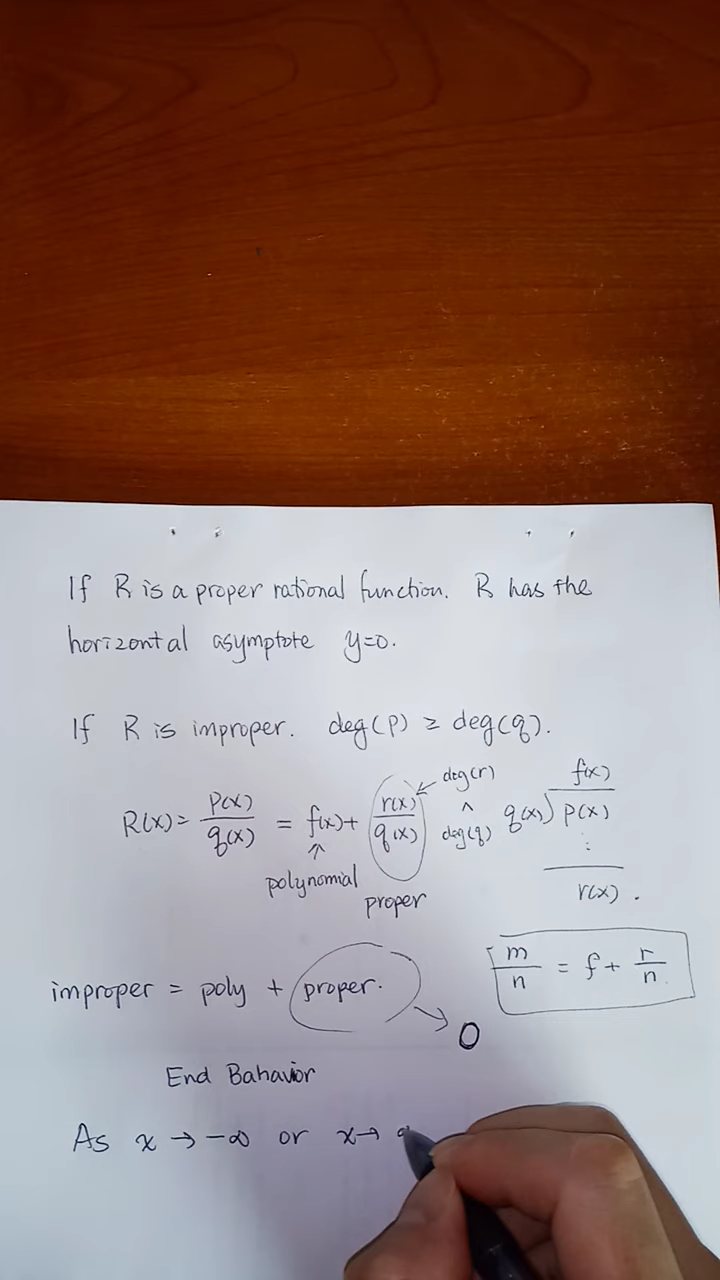 If R is a proper rational function. R has the
horizontal asymptote y=0.
If R is improper. deg(p) ≥ deg(q).
R(x) = p(x)/q(x) = f(x) + r(x)/q(x)
deg(r)
^
deg(q)
↑
polynomial
proper
f(x)
q(x) ) p(x)
⋮
r(x) .
improper = poly + proper.
→ 0
m/n = f + r/n
End Bahavior
As x → -∞ or x →